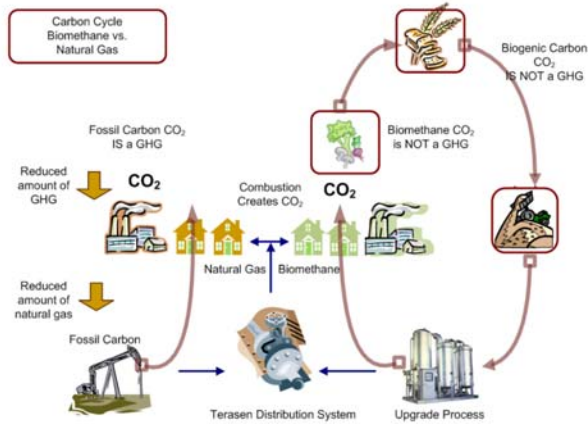 Carbon Cycle
Biomethane vs.
Natural Gas
Biogenic Carbon
CO₂
IS NOT a GHG
Fossil Carbon CO₂
IS a GHG
Biomethane CO₂
is NOT a GHG
Reduced
amount of
GHG
CO₂
Combustion
Creates CO₂
CO₂
Natural Gas
Biomethane
Reduced
amount of
natural gas
Fossil Carbon
Terasen Distribution System
Upgrade Process